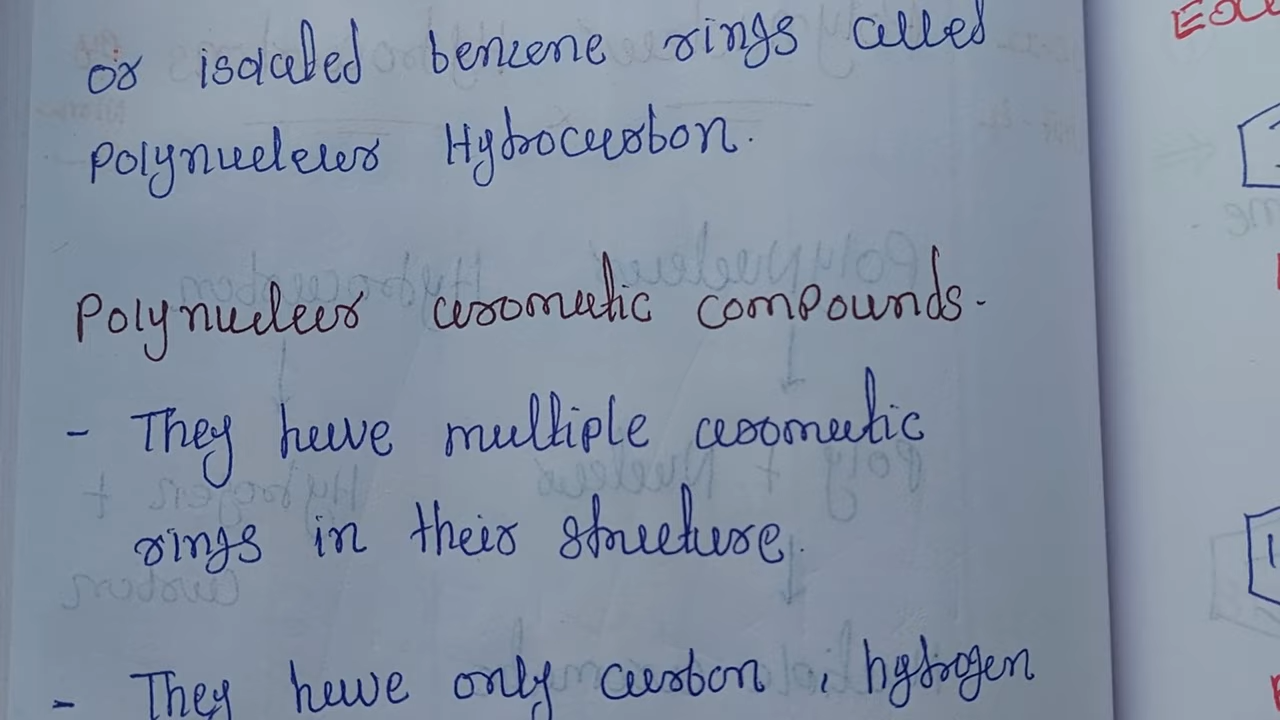 or isolated benzene rings called
Polynuclear Hydrocarbon.
Polynuclear aromatic compounds.
- They have multiple aromatic
rings in their structure.
- They have only carbon, hydrogen